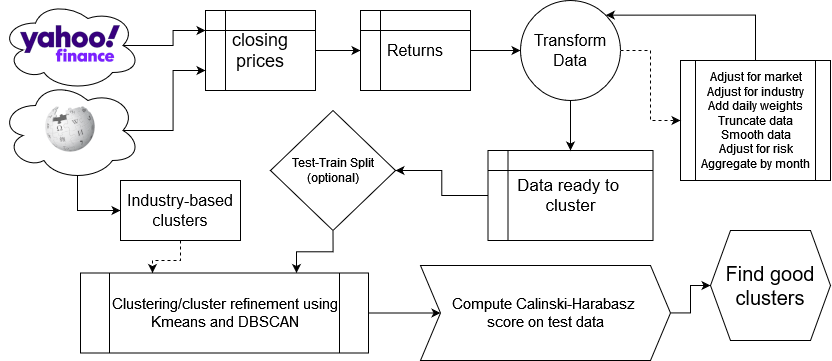 yahoo!
finance
closing
prices
Returns
Transform
Data
Adjust for market
Adjust for industry
Add daily weights
Truncate data
Smooth data
Adjust for risk
Aggregate by month
Test-Train Split
(optional)
Data ready to
cluster
Industry-based
clusters
Clustering/cluster refinement using
Kmeans and DBSCAN
Compute Calinski-Harabasz
score on test data
Find good
clusters